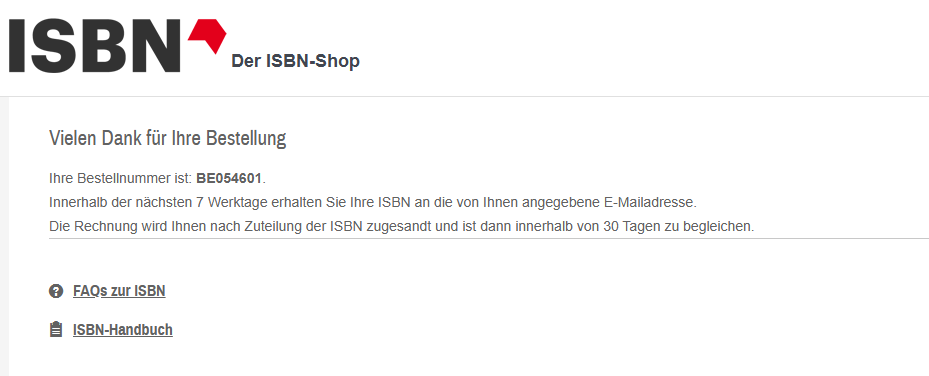 ISBN Der ISBN-Shop
Vielen Dank für Ihre Bestellung
Ihre Bestellnummer ist: BE054601.
Innerhalb der nächsten 7 Werktage erhalten Sie Ihre ISBN an die von Ihnen angegebene E-Mailadresse.
Die Rechnung wird Ihnen nach Zuteilung der ISBN zugesandt und ist dann innerhalb von 30 Tagen zu begleichen.
FAQs zur ISBN
ISBN-Handbuch